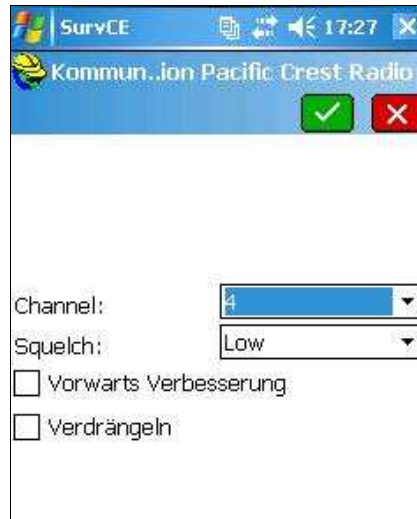 SurvCE 17:27
Kommun..ion Pacific Crest Radio
Channel: 4
Squelch: Low
Vorwarts Verbesserung
Verdrängeln